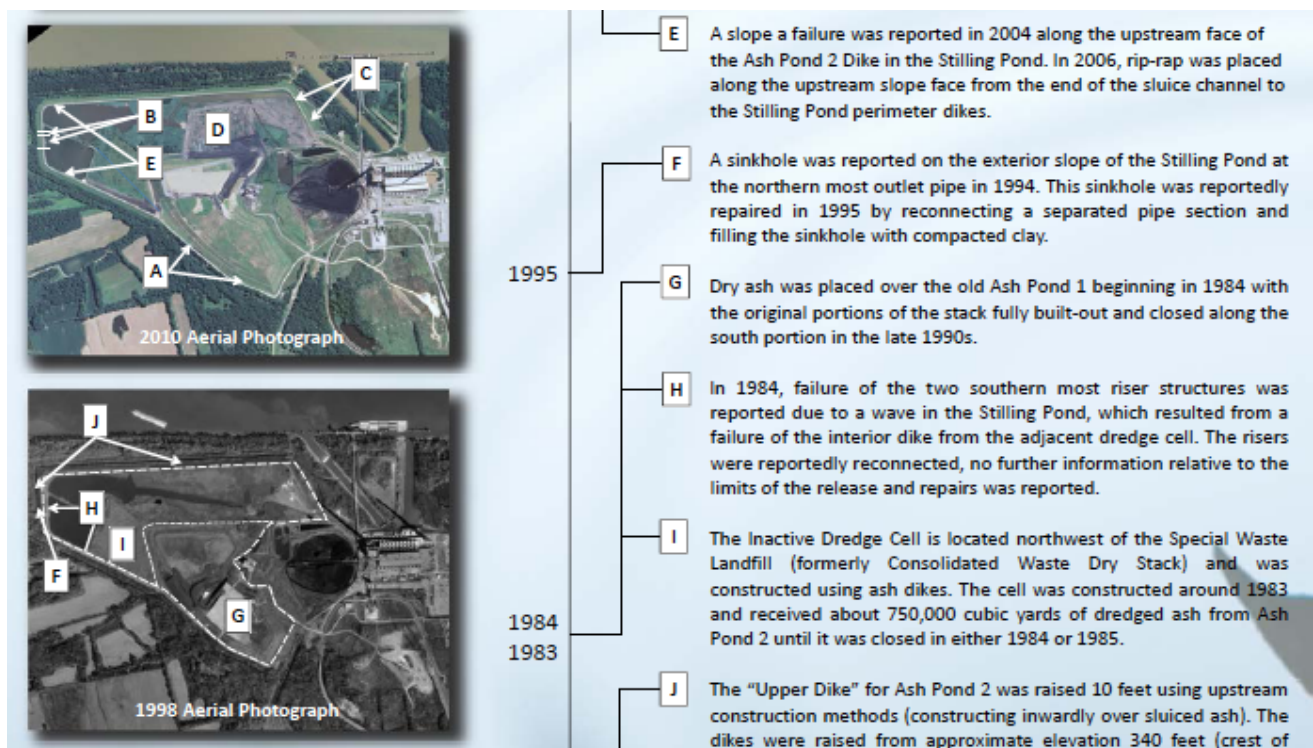 C
B
D
E
A
2010 Aerial Photograph
J
H
I
F
G
1998 Aerial Photograph
1995
1984
1983
E
A slope a failure was reported in 2004 along the upstream face of
the Ash Pond 2 Dike in the Stilling Pond. In 2006, rip-rap was placed
along the upstream slope face from the end of the sluice channel to
the Stilling Pond perimeter dikes.
F
A sinkhole was reported on the exterior slope of the Stilling Pond at
the northern most outlet pipe in 1994. This sinkhole was reportedly
repaired in 1995 by reconnecting a separated pipe section and
filling the sinkhole with compacted clay.
G
Dry ash was placed over the old Ash Pond 1 beginning in 1984 with
the original portions of the stack fully built-out and closed along the
south portion in the late 1990s.
H
In 1984, failure of the two southern most riser structures was
reported due to a wave in the Stilling Pond, which resulted from a
failure of the interior dike from the adjacent dredge cell. The risers
were reportedly reconnected, no further information relative to the
limits of the release and repairs was reported.
I
The Inactive Dredge Cell is located northwest of the Special Waste
Landfill (formerly Consolidated Waste Dry Stack) and was
constructed using ash dikes. The cell was constructed around 1983
and received about 750,000 cubic yards of dredged ash from Ash
Pond 2 until it was closed in either 1984 or 1985.
J
The “Upper Dike” for Ash Pond 2 was raised 10 feet using upstream
construction methods (constructing inwardly over sluiced ash). The
dikes were raised from approximate elevation 340 feet (crest of